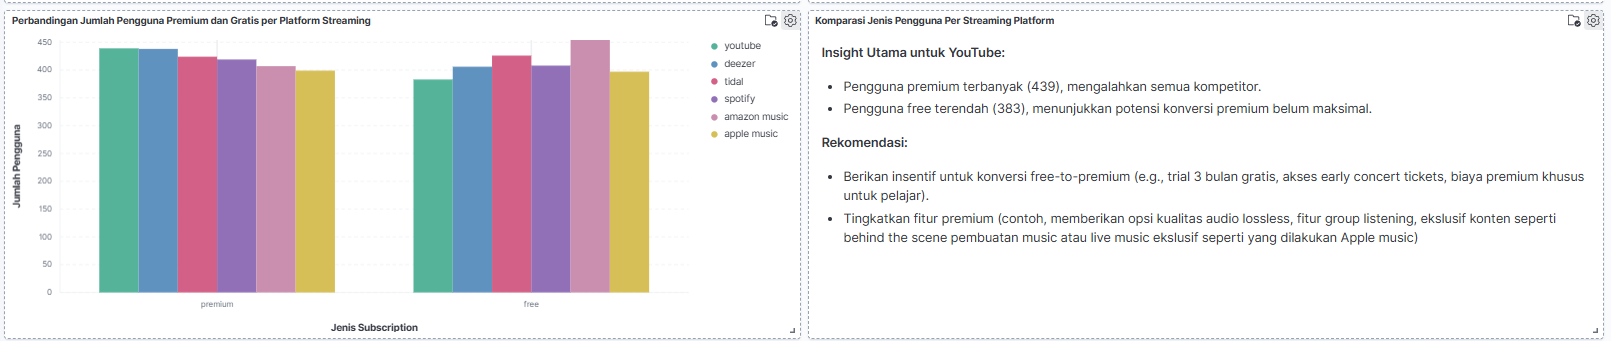 Perbandingan Jumlah Pengguna Premium dan Gratis per Platform Streaming
450
400
350
300
250
200
150
100
50
0
Jumlah Pengguna
premium
free
Jenis Subscription
youtube
deezer
tidal
spotify
amazon music
apple music
Komparasi Jenis Pengguna Per Streaming Platform
Insight Utama untuk YouTube:
• Pengguna premium terbanyak (439), mengalahkan semua kompetitor.
• Pengguna free terendah (383), menunjukkan potensi konversi premium belum maksimal.
Rekomendasi:
• Berikan insentif untuk konversi free-to-premium (e.g., trial 3 bulan gratis, akses early concert tickets, biaya premium khusus
untuk pelajar).
• Tingkatkan fitur premium (contoh, memberikan opsi kualitas audio lossless, fitur group listening, ekslusif konten seperti
behind the scene pembuatan music atau live music ekslusif seperti yang dilakukan Apple music)